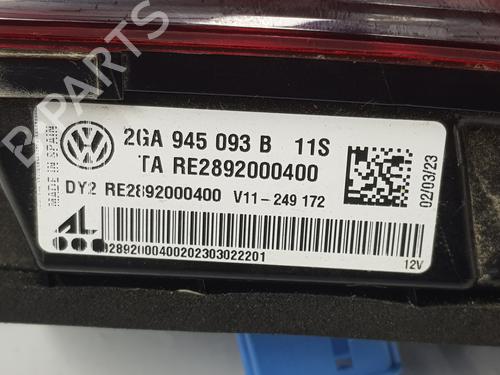 B-PARTS
MADE IN SPAIN
2GA 945 093 B 11S
TA RE2892000400
DY2 RE2892000400 V11-249 172
02/03/23
02892000400202303022201
12V